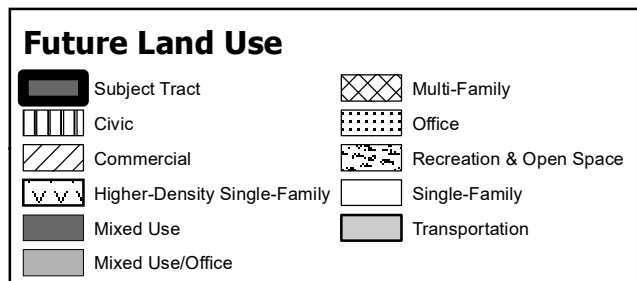 Future Land Use
Subject Tract
Civic
Commercial
Higher-Density Single-Family
Mixed Use
Mixed Use/Office
Multi-Family
Office
Recreation & Open Space
Single-Family
Transportation